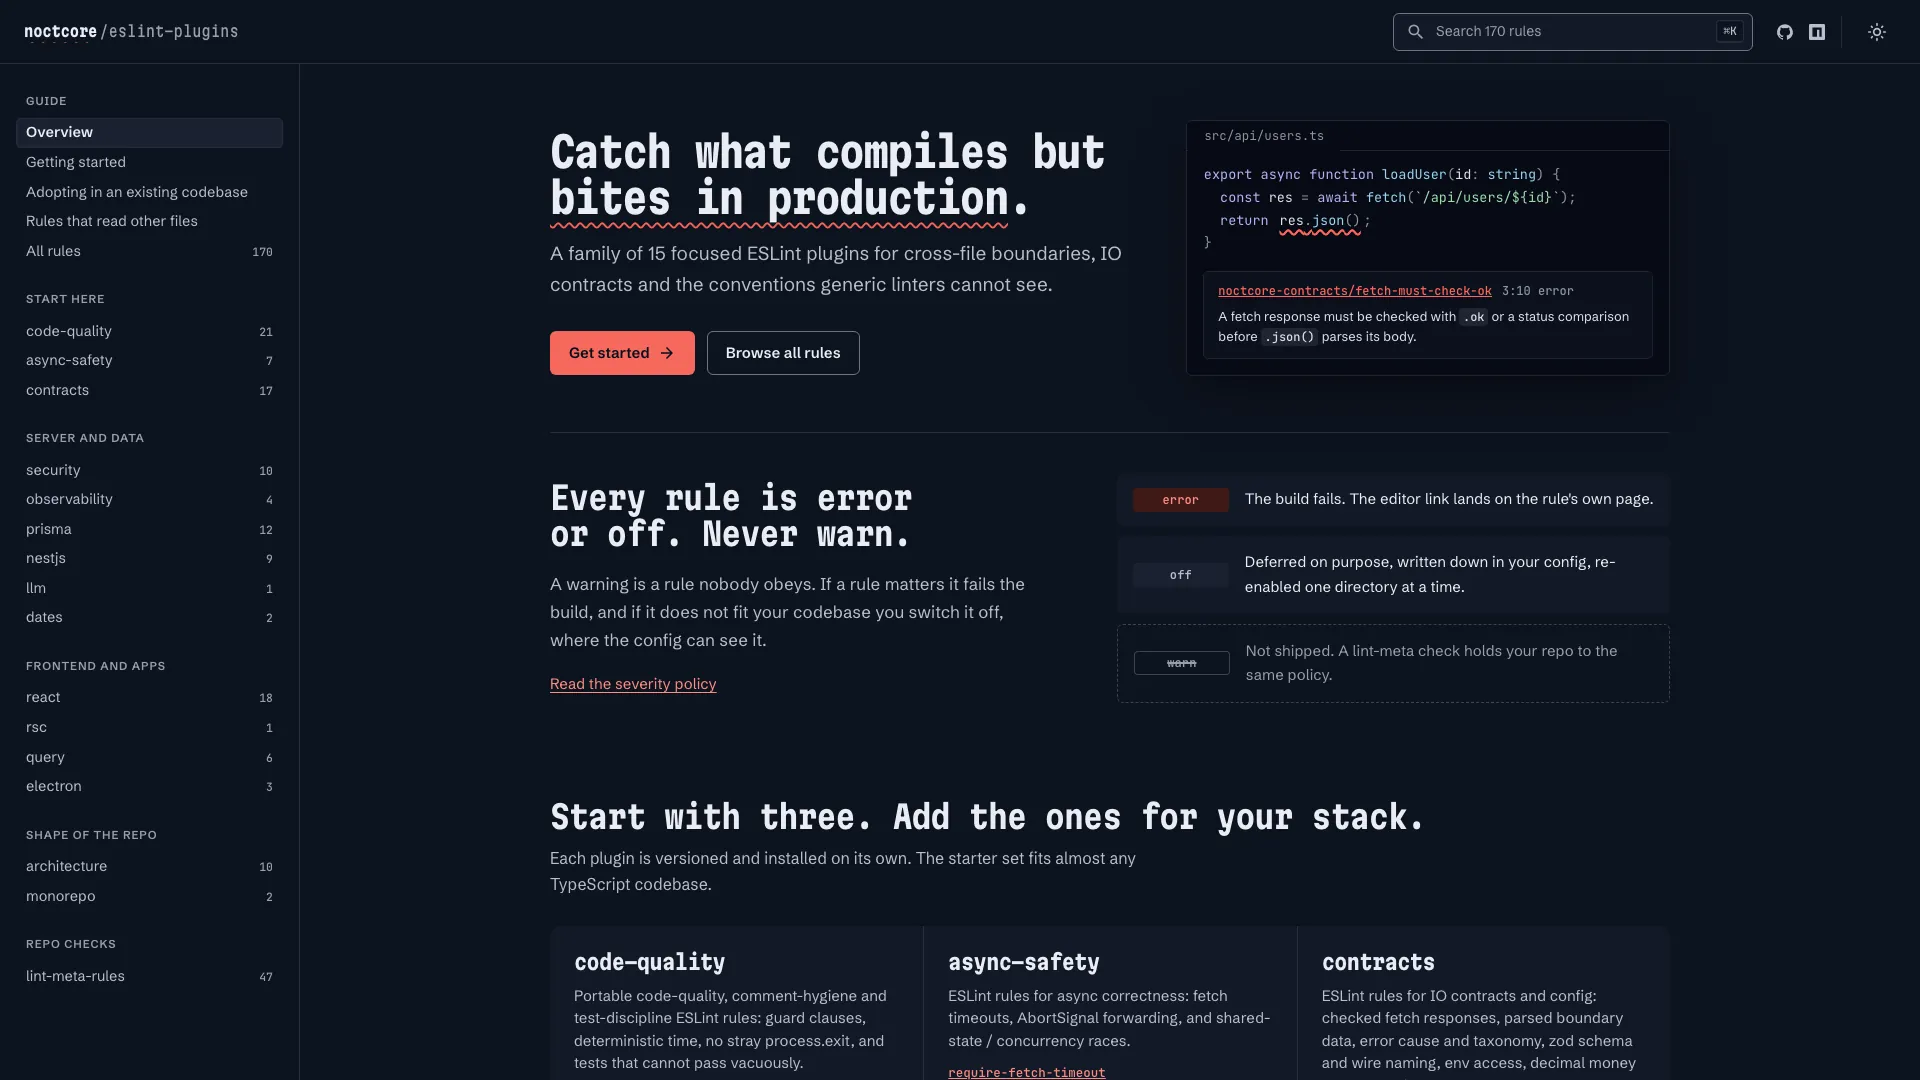 noctcore/eslint-plugins
Search 170 rules
⌘K
GUIDE
Overview
Getting started
Adopting in an existing codebase
Rules that read other files
All rules 170
START HERE
code-quality 21
async-safety 7
contracts 17
SERVER AND DATA
security 10
observability 4
prisma 12
nestjs 9
llm 1
dates 2
FRONTEND AND APPS
react 18
rsc 1
query 6
electron 3
SHAPE OF THE REPO
architecture 10
monorepo 2
REPO CHECKS
lint-meta-rules 47
Catch what compiles but
bites in production.
A family of 15 focused ESLint plugins for cross-file boundaries, IO
contracts and the conventions generic linters cannot see.
Get started →
Browse all rules
src/api/users.ts
export async function loadUser(id: string) {
const res = await fetch(`/api/users/${id}`);
return res.json();
}
noctcore-contracts/fetch-must-check-ok 3:10 error
A fetch response must be checked with .ok or a status comparison
before .json() parses its body.
Every rule is error
or off. Never warn.
A warning is a rule nobody obeys. If a rule matters it fails the
build, and if it does not fit your codebase you switch it off,
where the config can see it.
Read the severity policy
error The build fails. The editor link lands on the rule's own page.
off Deferred on purpose, written down in your config, re-
enabled one directory at a time.
warn Not shipped. A lint-meta check holds your repo to the
same policy.
Start with three. Add the ones for your stack.
Each plugin is versioned and installed on its own. The starter set fits almost any
TypeScript codebase.
code-quality
Portable code-quality, comment-hygiene and
test-discipline ESLint rules: guard clauses,
deterministic time, no stray process.exit, and
tests that cannot pass vacuously.
async-safety
ESLint rules for async correctness: fetch
timeouts, AbortSignal forwarding, and shared-
state / concurrency races.
require-fetch-timeout
contracts
ESLint rules for IO contracts and config:
checked fetch responses, parsed boundary
data, error cause and taxonomy, zod schema
and wire naming, env access, decimal money